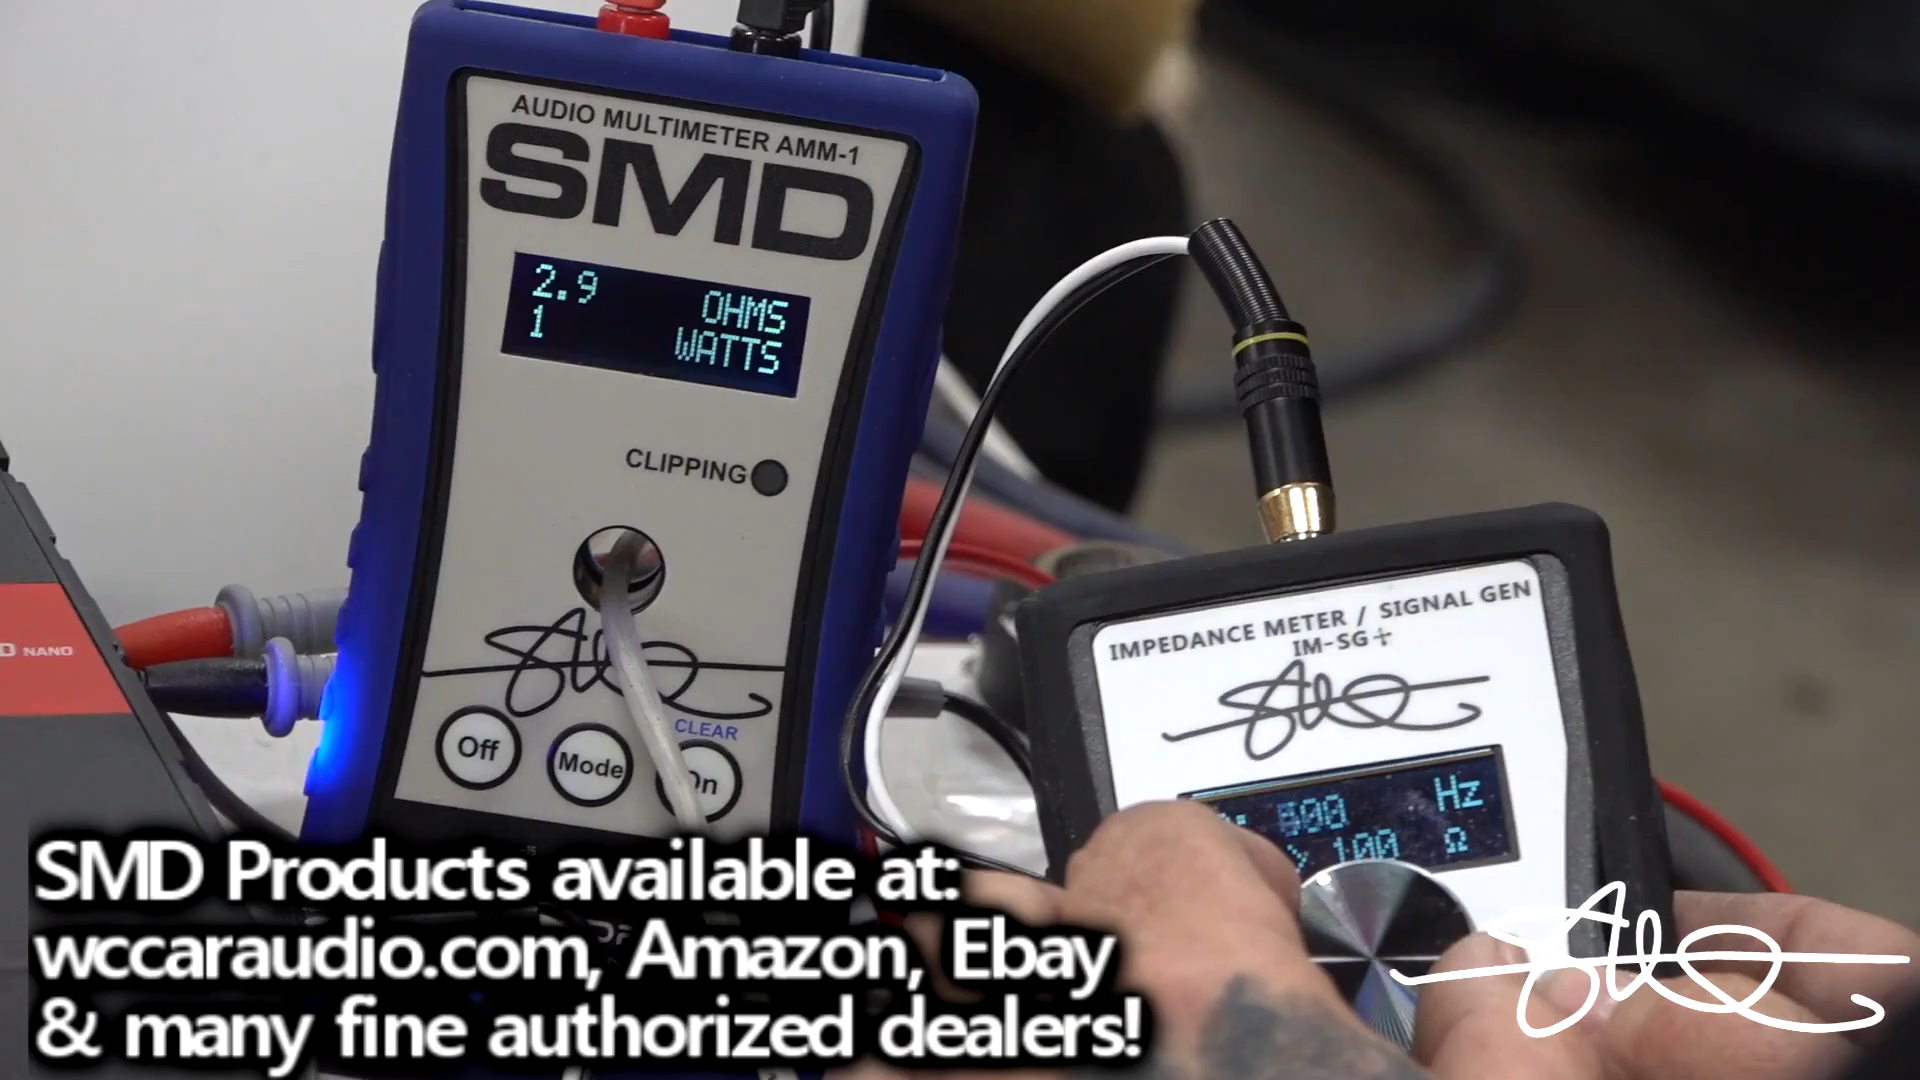 AUDIO MULTIMETER AMM-1
SMD
2.9 OHMS
1 WATTS
CLIPPING
CLEAR
Off
Mode
On
NANO
IMPEDANCE METER / SIGNAL GEN
IM-SG+
Hz
> 100 Ω
SMD Products available at:
wccaraudio.com, Amazon, Ebay
& many fine authorized dealers!